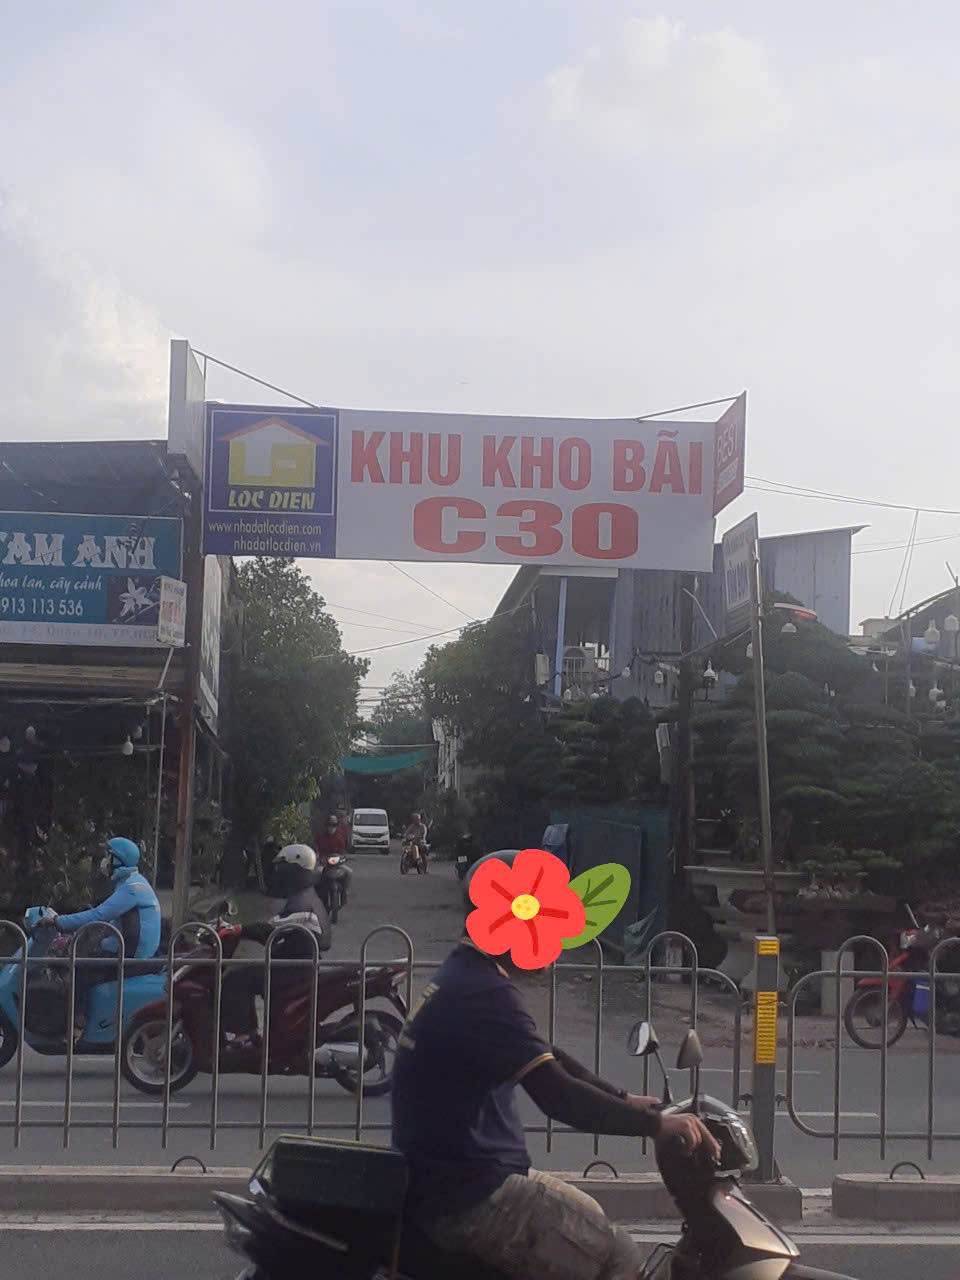 KHU KHO BÃI
C30
LOC DIEN
www.nhadatlocdien.com
nhadatlocdien.vn
BEST
TAM ANH
hoa lan, cây cảnh
0913 113 536